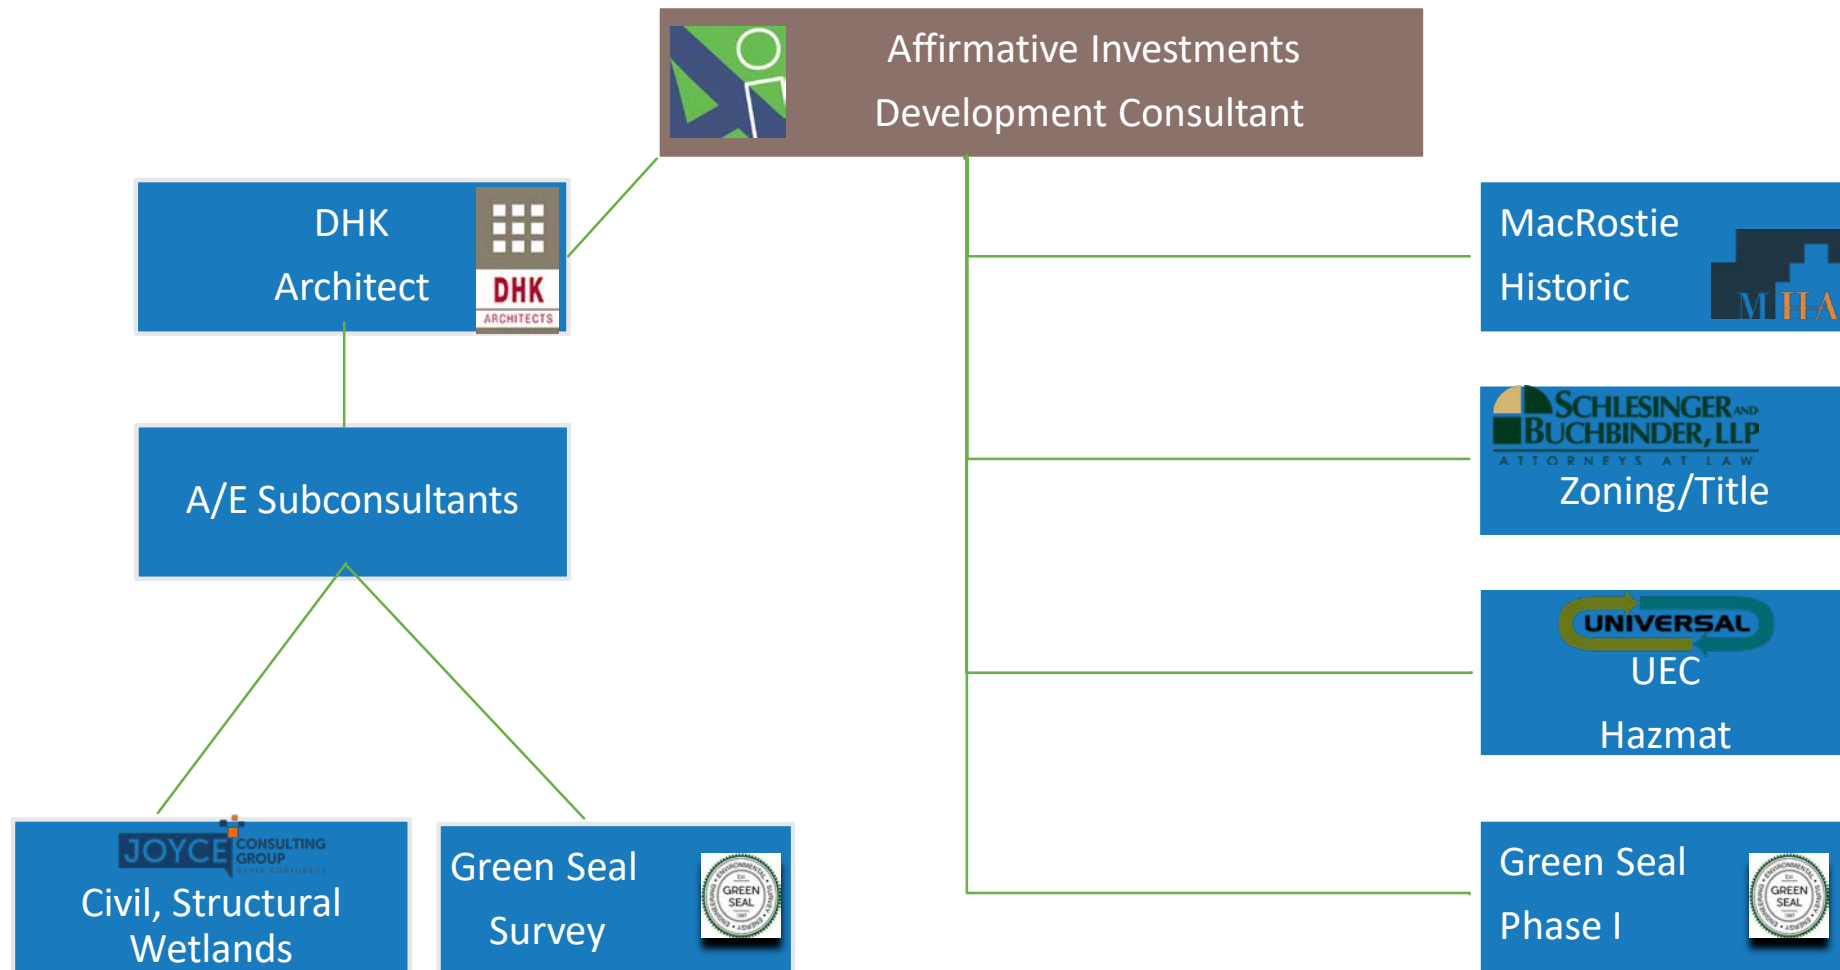 Affirmative Investments
Development Consultant
DHK
Architect
DHK
ARCHITECTS
MacRostie
Historic
MHA
SCHLESINGER AND
BUCHBINDER, LLP
ATTORNEYS AT LAW
Zoning/Title
A/E Subconsultants
UNIVERSAL
UEC
Hazmat
JOYCE CONSULTING
GROUP
Civil, Structural
Wetlands
Green Seal
Survey
GREEN
SEAL
Green Seal
Phase I
GREEN
SEAL